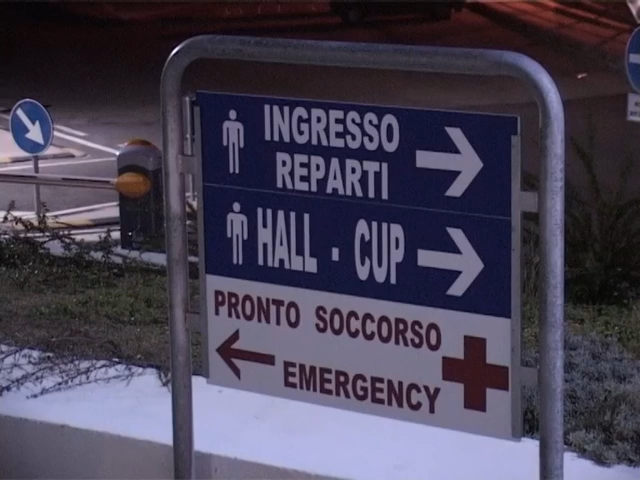 INGRESSO
REPARTI
HALL · CUP
PRONTO SOCCORSO
EMERGENCY